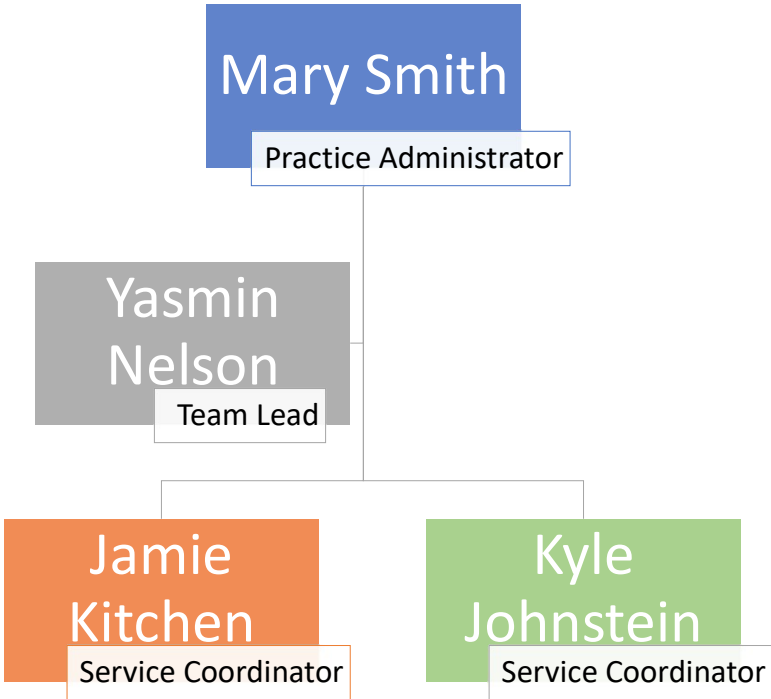 Mary Smith
Practice Administrator
Yasmin
Nelson
Team Lead
Jamie
Kitchen
Service Coordinator
Kyle
Johnstein
Service Coordinator